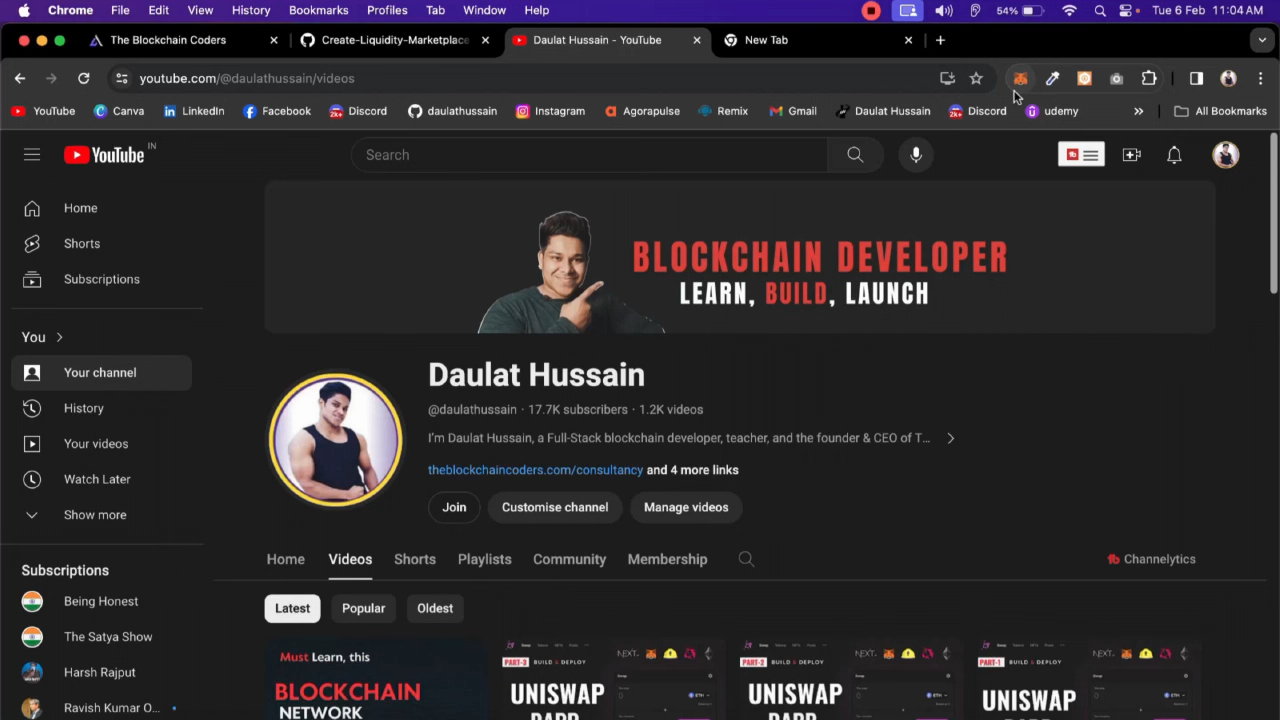 Chrome File Edit View History Bookmarks Profiles Tab Window Help 54% Tue 6 Feb 11:04 AM
The Blockchain Coders Create-Liquidity-Marketplace Daulat Hussain - YouTube New Tab
youtube.com/@daulathussain/videos
YouTube Canva LinkedIn Facebook Discord daulathussain Instagram Agorapulse Remix Gmail Daulat Hussain Discord udemy All Bookmarks
YouTube IN
Search
Home
Shorts
Subscriptions
You
Your channel
History
Your videos
Watch Later
Show more
Subscriptions
Being Honest
The Satya Show
Harsh Rajput
Ravish Kumar O...
BLOCKCHAIN DEVELOPER
LEARN, BUILD, LAUNCH
Daulat Hussain
@daulathussain · 17.7K subscribers · 1.2K videos
I'm Daulat Hussain, a Full-Stack blockchain developer, teacher, and the founder & CEO of T...
theblockchaincoders.com/consultancy and 4 more links
Join Customise channel Manage videos
Home Videos Shorts Playlists Community Membership Channelytics
Latest Popular Oldest
Must Learn, this
BLOCKCHAIN
NETWORK
PART-3 BUILD & DEPLOY NEXT.
UNISWAP
DAPP
PART-2 BUILD & DEPLOY NEXT.
UNISWAP
DAPP
PART-1 BUILD & DEPLOY NEXT.
UNISWAP
DAPP